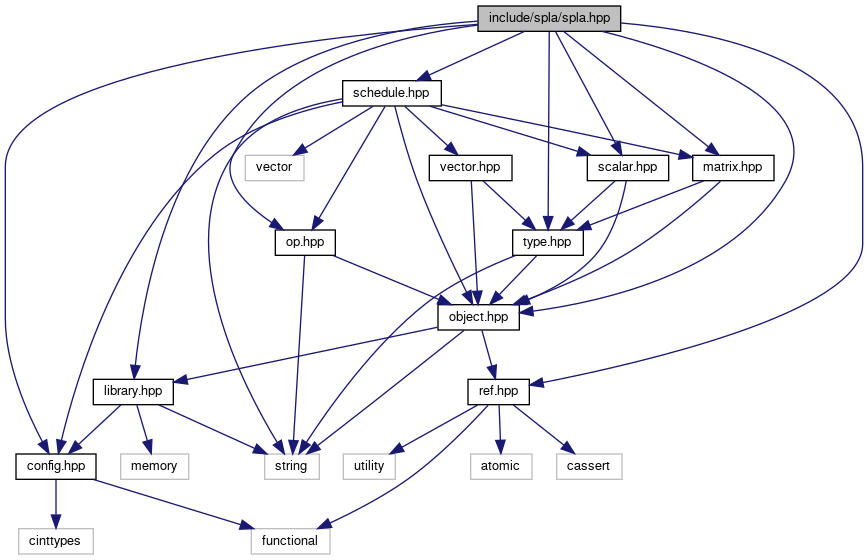 include/spla/spla.hpp
schedule.hpp
vector
vector.hpp
scalar.hpp
matrix.hpp
op.hpp
type.hpp
object.hpp
library.hpp
ref.hpp
config.hpp
memory
string
utility
atomic
cassert
cinttypes
functional